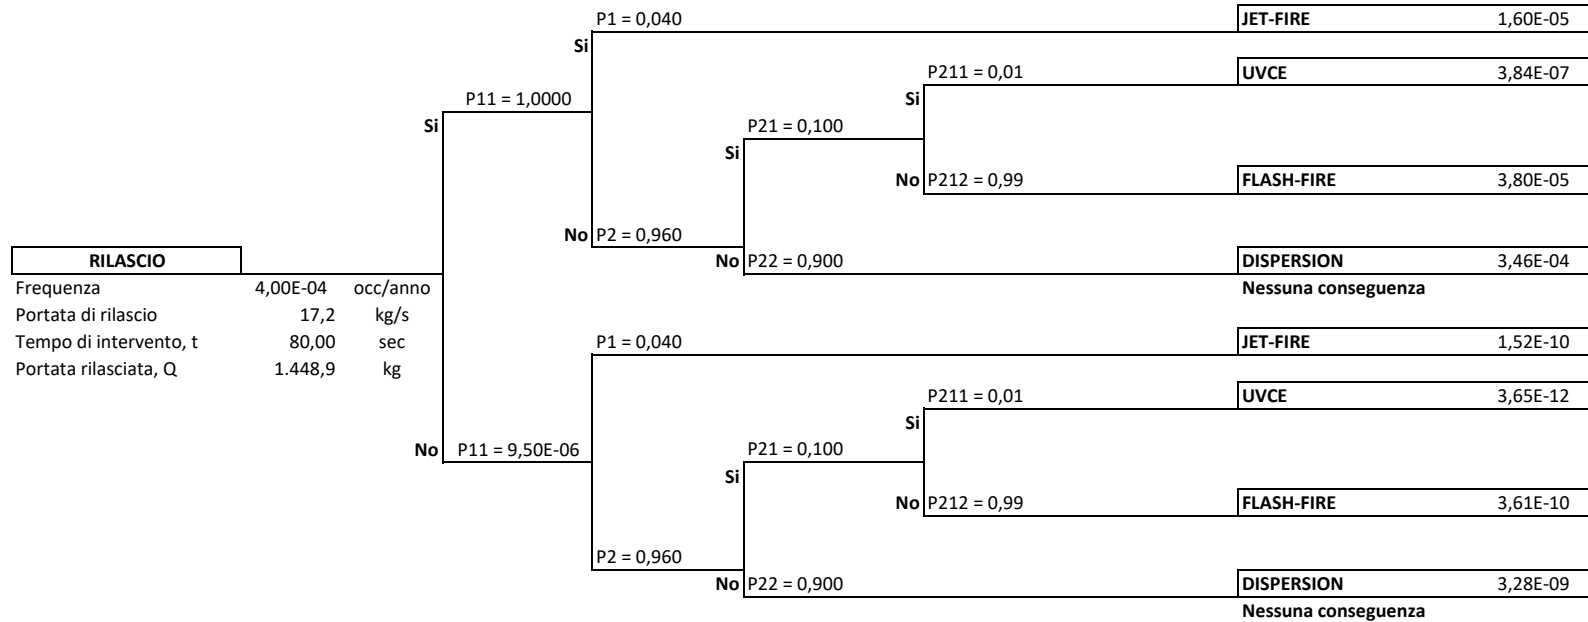 P1 = 0,040 JET-FIRE 1,60E-05
Si
P211 = 0,01 UVCE 3,84E-07
P11 = 1,0000 Si
Si P21 = 0,100
Si
No P212 = 0,99 FLASH-FIRE 3,80E-05
No P2 = 0,960
RILASCIO No P22 = 0,900 DISPERSION 3,46E-04
Frequenza 4,00E-04 occ/anno Nessuna conseguenza
Portata di rilascio 17,2 kg/s
Tempo di intervento, t 80,00 sec P1 = 0,040 JET-FIRE 1,52E-10
Portata rilasciata, Q 1.448,9 kg
P211 = 0,01 UVCE 3,65E-12
Si
No P11 = 9,50E-06 P21 = 0,100
Si
No P212 = 0,99 FLASH-FIRE 3,61E-10
P2 = 0,960
No P22 = 0,900 DISPERSION 3,28E-09
Nessuna conseguenza